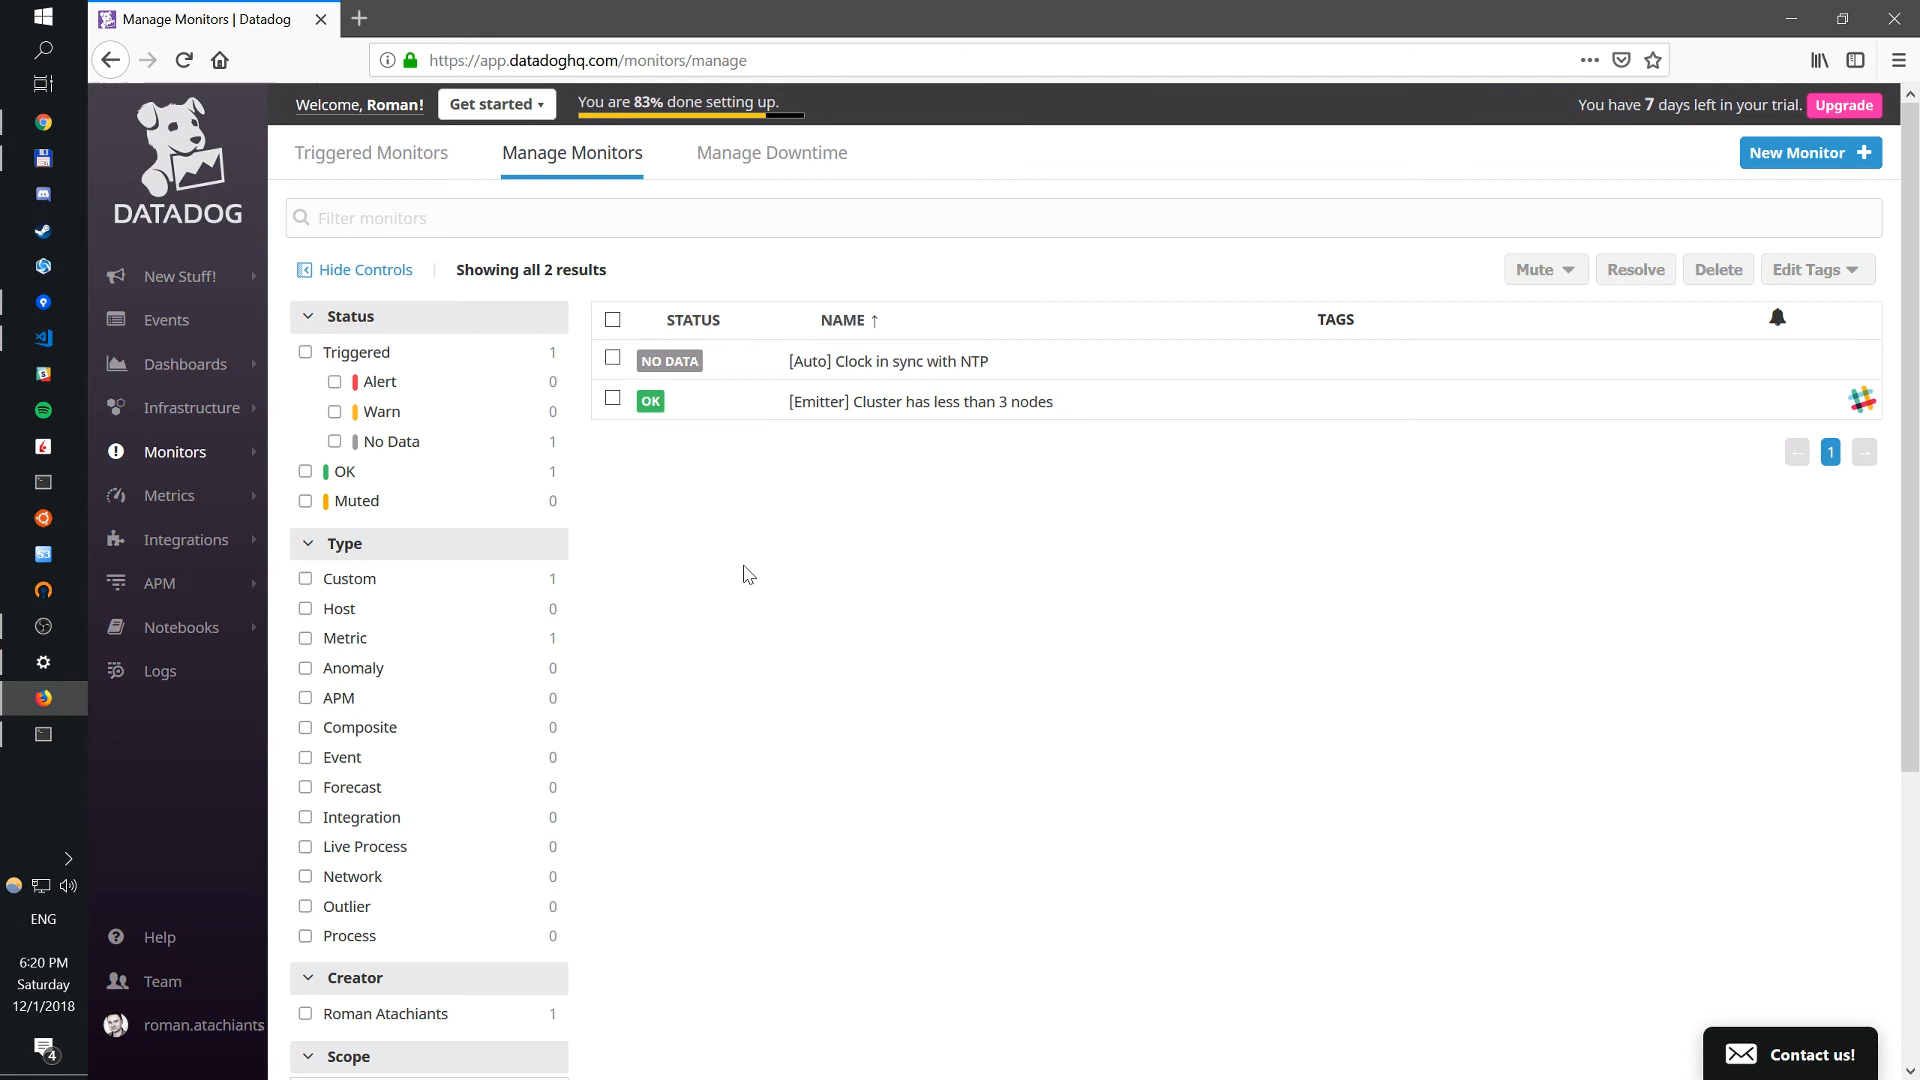 Manage Monitors | Datadog
https://app.datadoghq.com/monitors/manage
Welcome, Roman!
Get started
You are 83% done setting up.
You have 7 days left in your trial.
Upgrade
DATADOG
Triggered Monitors
Manage Monitors
Manage Downtime
New Monitor +
Filter monitors
Hide Controls
Showing all 2 results
Mute
Resolve
Delete
Edit Tags
New Stuff!
Events
Dashboards
Infrastructure
Monitors
Metrics
Integrations
APM
Notebooks
Logs
Help
Team
roman.atachiants
Status
Triggered 1
Alert 0
Warn 0
No Data 1
OK 1
Muted 0
Type
Custom 1
Host 0
Metric 1
Anomaly 0
APM 0
Composite 0
Event 0
Forecast 0
Integration 0
Live Process 0
Network 0
Outlier 0
Process 0
Creator
Roman Atachiants 1
Scope
STATUS NAME ↑ TAGS
NO DATA [Auto] Clock in sync with NTP
OK [Emitter] Cluster has less than 3 nodes
← 1 →
Contact us!
S3
ENG
6:20 PM
Saturday
12/1/2018
4